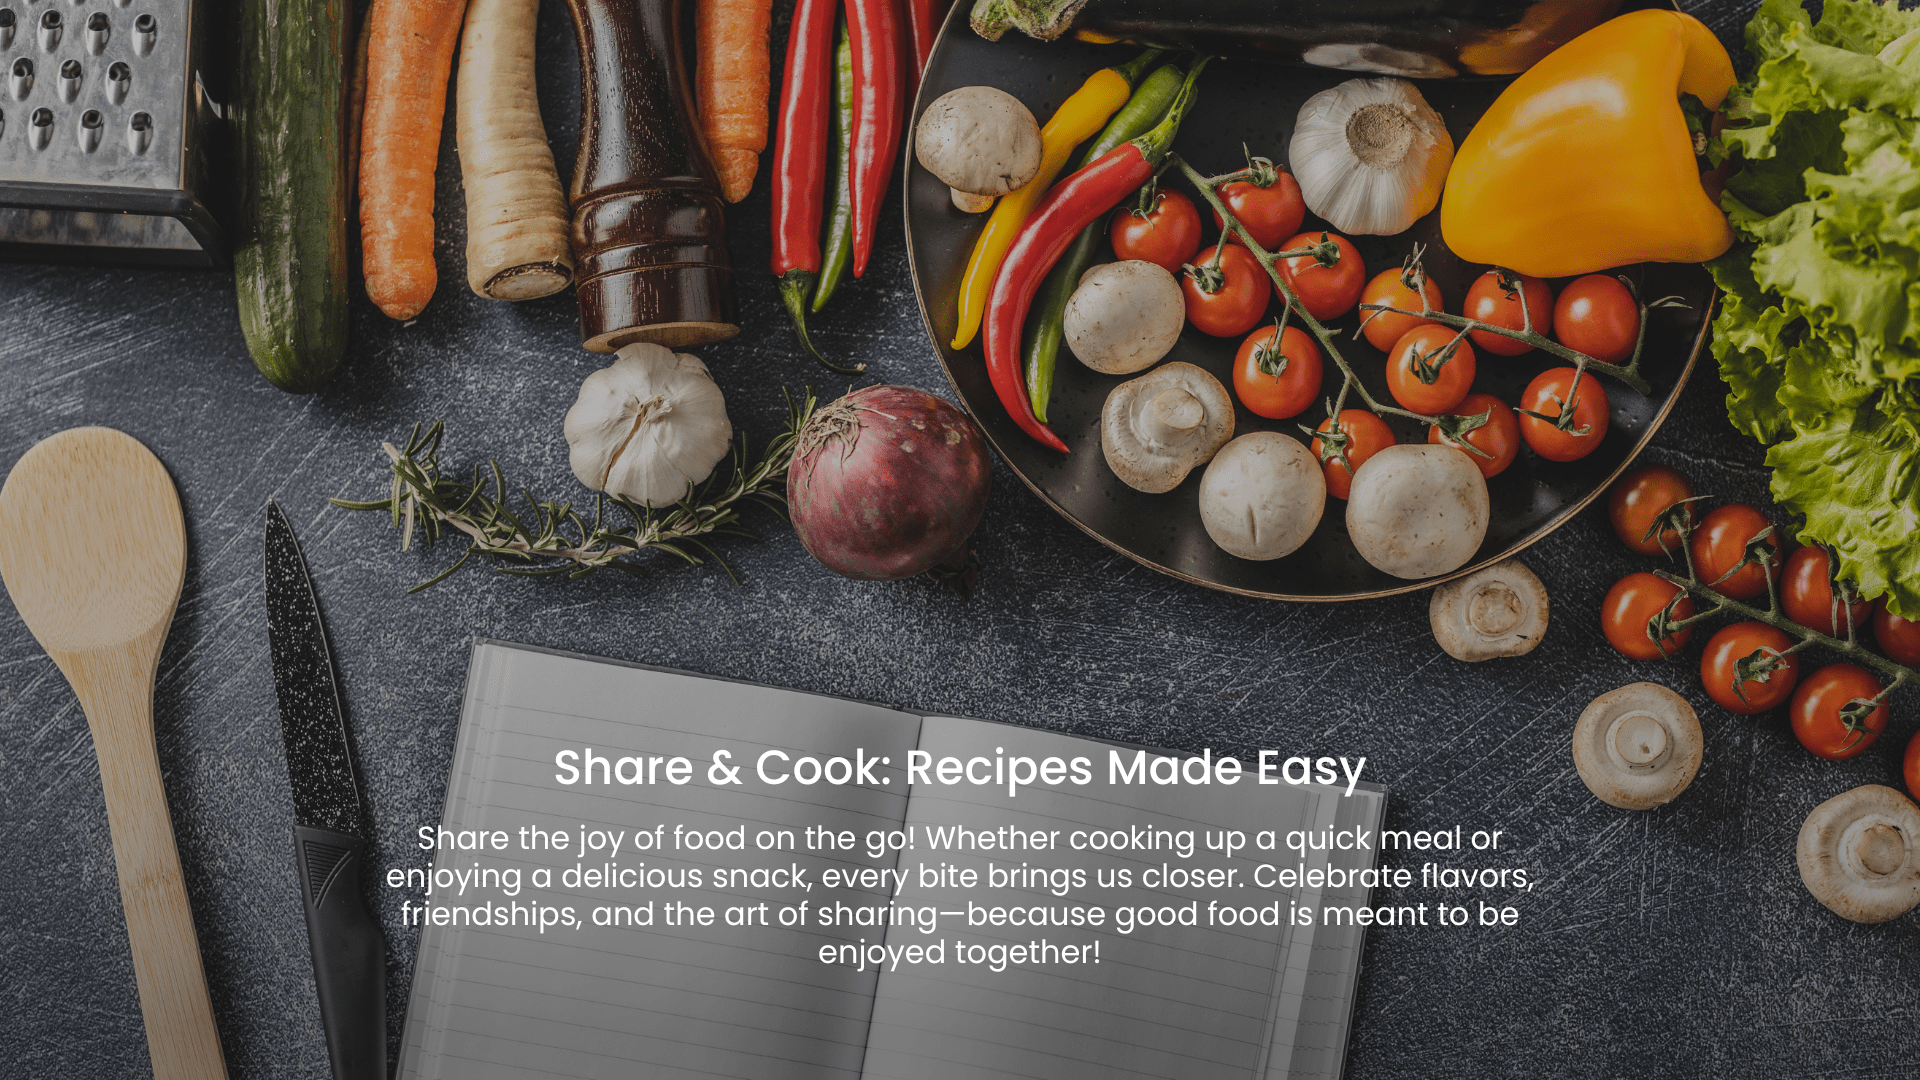 Share & Cook: Recipes Made Easy
Share the joy of food on the go! Whether cooking up a quick meal or
enjoying a delicious snack, every bite brings us closer. Celebrate flavors,
friendships, and the art of sharing—because good food is meant to be
enjoyed together!